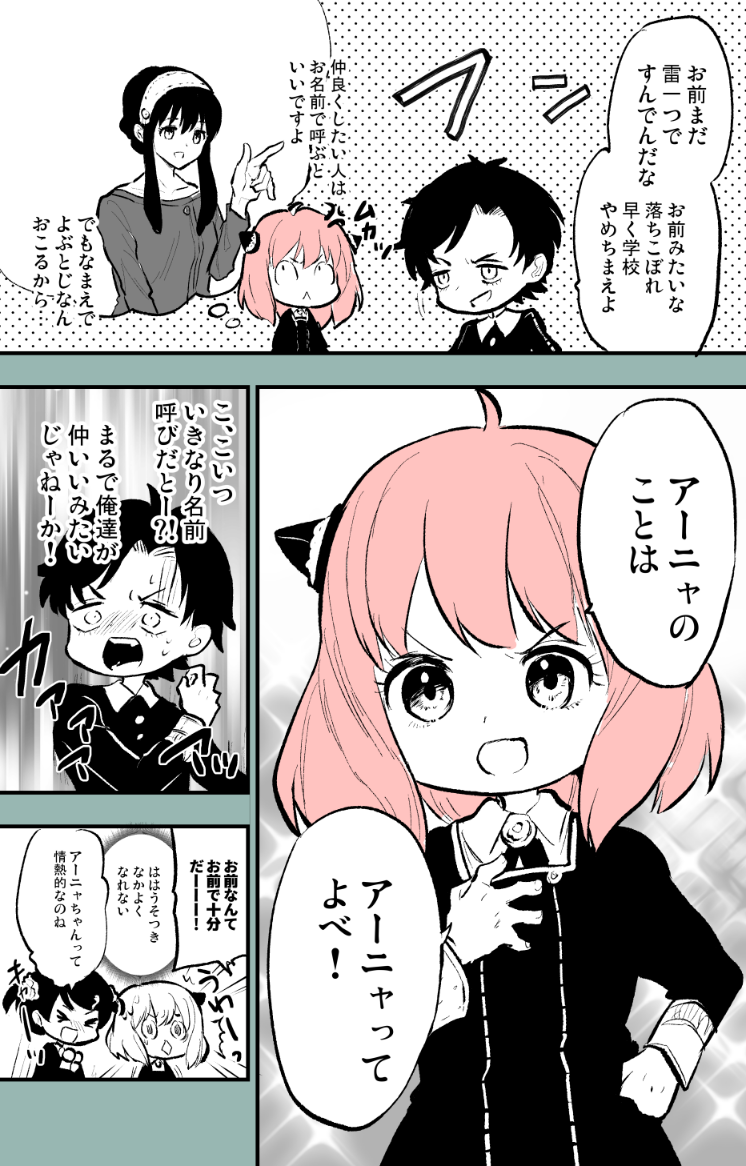 お前まだ
雷一つで
すんでんだな
お前みたいな
落ちこぼれ
早く学校
やめちまえよ
フン
ムカッ
仲良くしたい人は
お名前で呼ぶと
いいですよ
でもなまえで
よぶとじなん
おこるから
アーニャの
ことは
アーニャって
よべ!
こ、こいつ
いきなり名前
呼びだとー?!
まるで俺達が
仲いいみたい
じゃねーか!
カアアアアッ
お前なんて
お前で十分
だーーー!
うわーっ
ははうそつき
なかよく
なれない
アーニャちゃんって
情熱的なのね